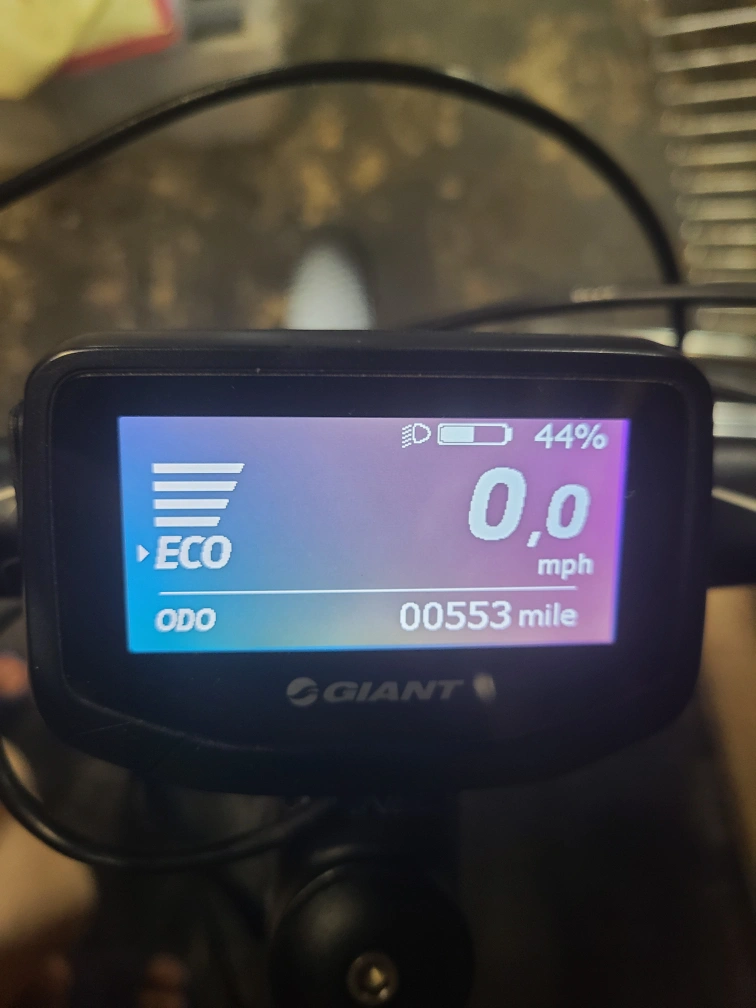 44%
0,0
mph
ECO
ODO 00553 mile
GIANT